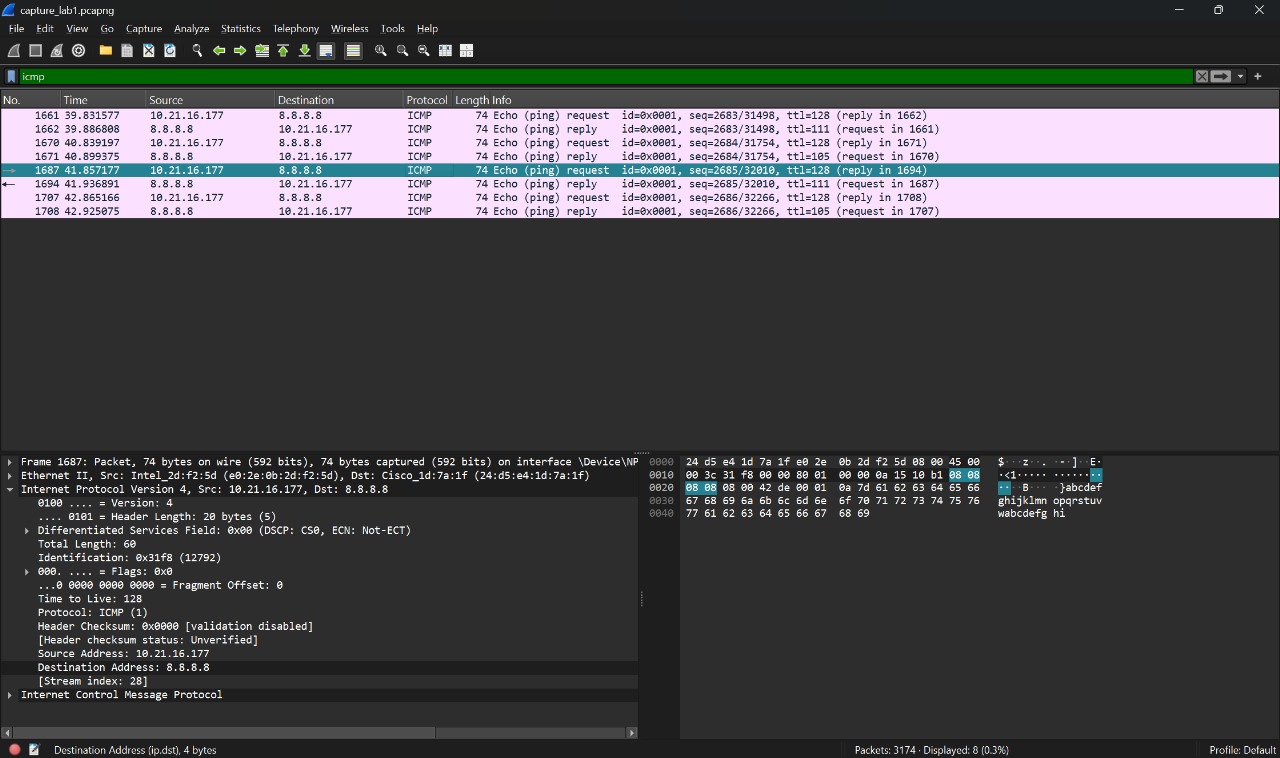 capture_lab1.pcapng
File Edit View Go Capture Analyze Statistics Telephony Wireless Tools Help
icmp
No. Time Source Destination Protocol Length Info
1661 39.831577 10.21.16.177 8.8.8.8 ICMP 74 Echo (ping) request id=0x0001, seq=2683/31498, ttl=128 (reply in 1662)
1662 39.886808 8.8.8.8 10.21.16.177 ICMP 74 Echo (ping) reply id=0x0001, seq=2683/31498, ttl=111 (request in 1661)
1670 40.839197 10.21.16.177 8.8.8.8 ICMP 74 Echo (ping) request id=0x0001, seq=2684/31754, ttl=128 (reply in 1671)
1671 40.899375 8.8.8.8 10.21.16.177 ICMP 74 Echo (ping) reply id=0x0001, seq=2684/31754, ttl=105 (request in 1670)
1687 41.857177 10.21.16.177 8.8.8.8 ICMP 74 Echo (ping) request id=0x0001, seq=2685/32010, ttl=128 (reply in 1694)
1694 41.936891 8.8.8.8 10.21.16.177 ICMP 74 Echo (ping) reply id=0x0001, seq=2685/32010, ttl=111 (request in 1687)
1707 42.865166 10.21.16.177 8.8.8.8 ICMP 74 Echo (ping) request id=0x0001, seq=2686/32266, ttl=128 (reply in 1708)
1708 42.925075 8.8.8.8 10.21.16.177 ICMP 74 Echo (ping) reply id=0x0001, seq=2686/32266, ttl=105 (request in 1707)
Frame 1687: Packet, 74 bytes on wire (592 bits), 74 bytes captured (592 bits) on interface \Device\NP
Ethernet II, Src: Intel_2d:f2:5d (e0:2e:0b:2d:f2:5d), Dst: Cisco_1d:7a:1f (24:d5:e4:1d:7a:1f)
Internet Protocol Version 4, Src: 10.21.16.177, Dst: 8.8.8.8
0100 .... = Version: 4
.... 0101 = Header Length: 20 bytes (5)
Differentiated Services Field: 0x00 (DSCP: CS0, ECN: Not-ECT)
Total Length: 60
Identification: 0x31f8 (12792)
000. .... = Flags: 0x0
...0 0000 0000 0000 = Fragment Offset: 0
Time to Live: 128
Protocol: ICMP (1)
Header Checksum: 0x0000 [validation disabled]
[Header checksum status: Unverified]
Source Address: 10.21.16.177
Destination Address: 8.8.8.8
[Stream index: 28]
Internet Control Message Protocol
0000 24 d5 e4 1d 7a 1f e0 2e 0b 2d f2 5d 08 00 45 00 $···z··. ·-·]··E·
0010 00 3c 31 f8 00 00 80 01 00 00 0a 15 10 b1 08 08 ·<1····· ········
0020 08 08 08 00 42 de 00 01 0a 7d 61 62 63 64 65 66 ····B··· ·}abcdef
0030 67 68 69 6a 6b 6c 6d 6e 6f 70 71 72 73 74 75 76 ghijklmn opqrstuv
0040 77 61 62 63 64 65 66 67 68 69 wabcdefg hi
Destination Address (ip.dst), 4 bytes
Packets: 3174 · Displayed: 8 (0.3%)
Profile: Default